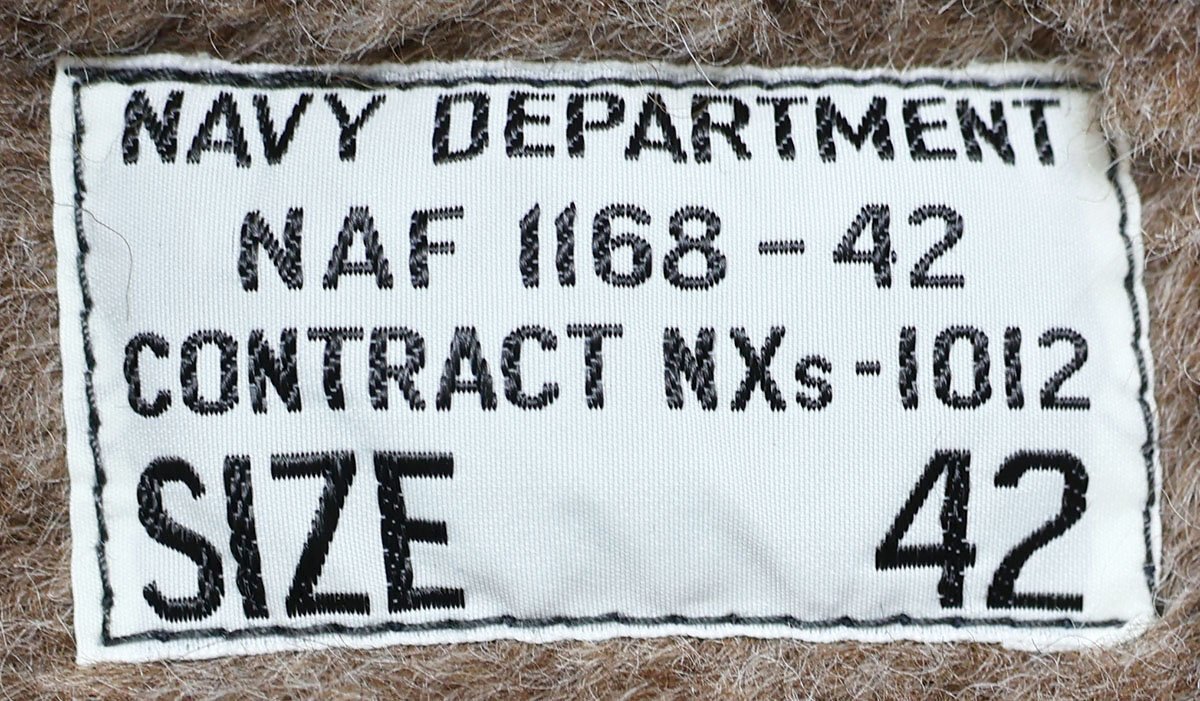 NAVY DEPARTMENT
NAF 1168-42
CONTRACT NXs-1012
SIZE 42